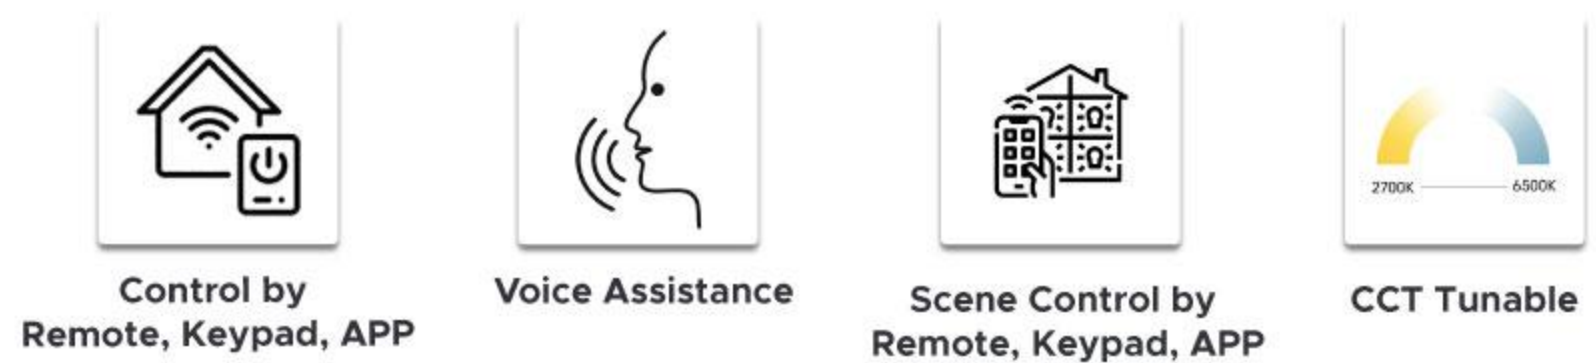 2700K
6500K
Control by
Remote, Keypad, APP
Voice Assistance
Scene Control by
Remote, Keypad, APP
CCT Tunable